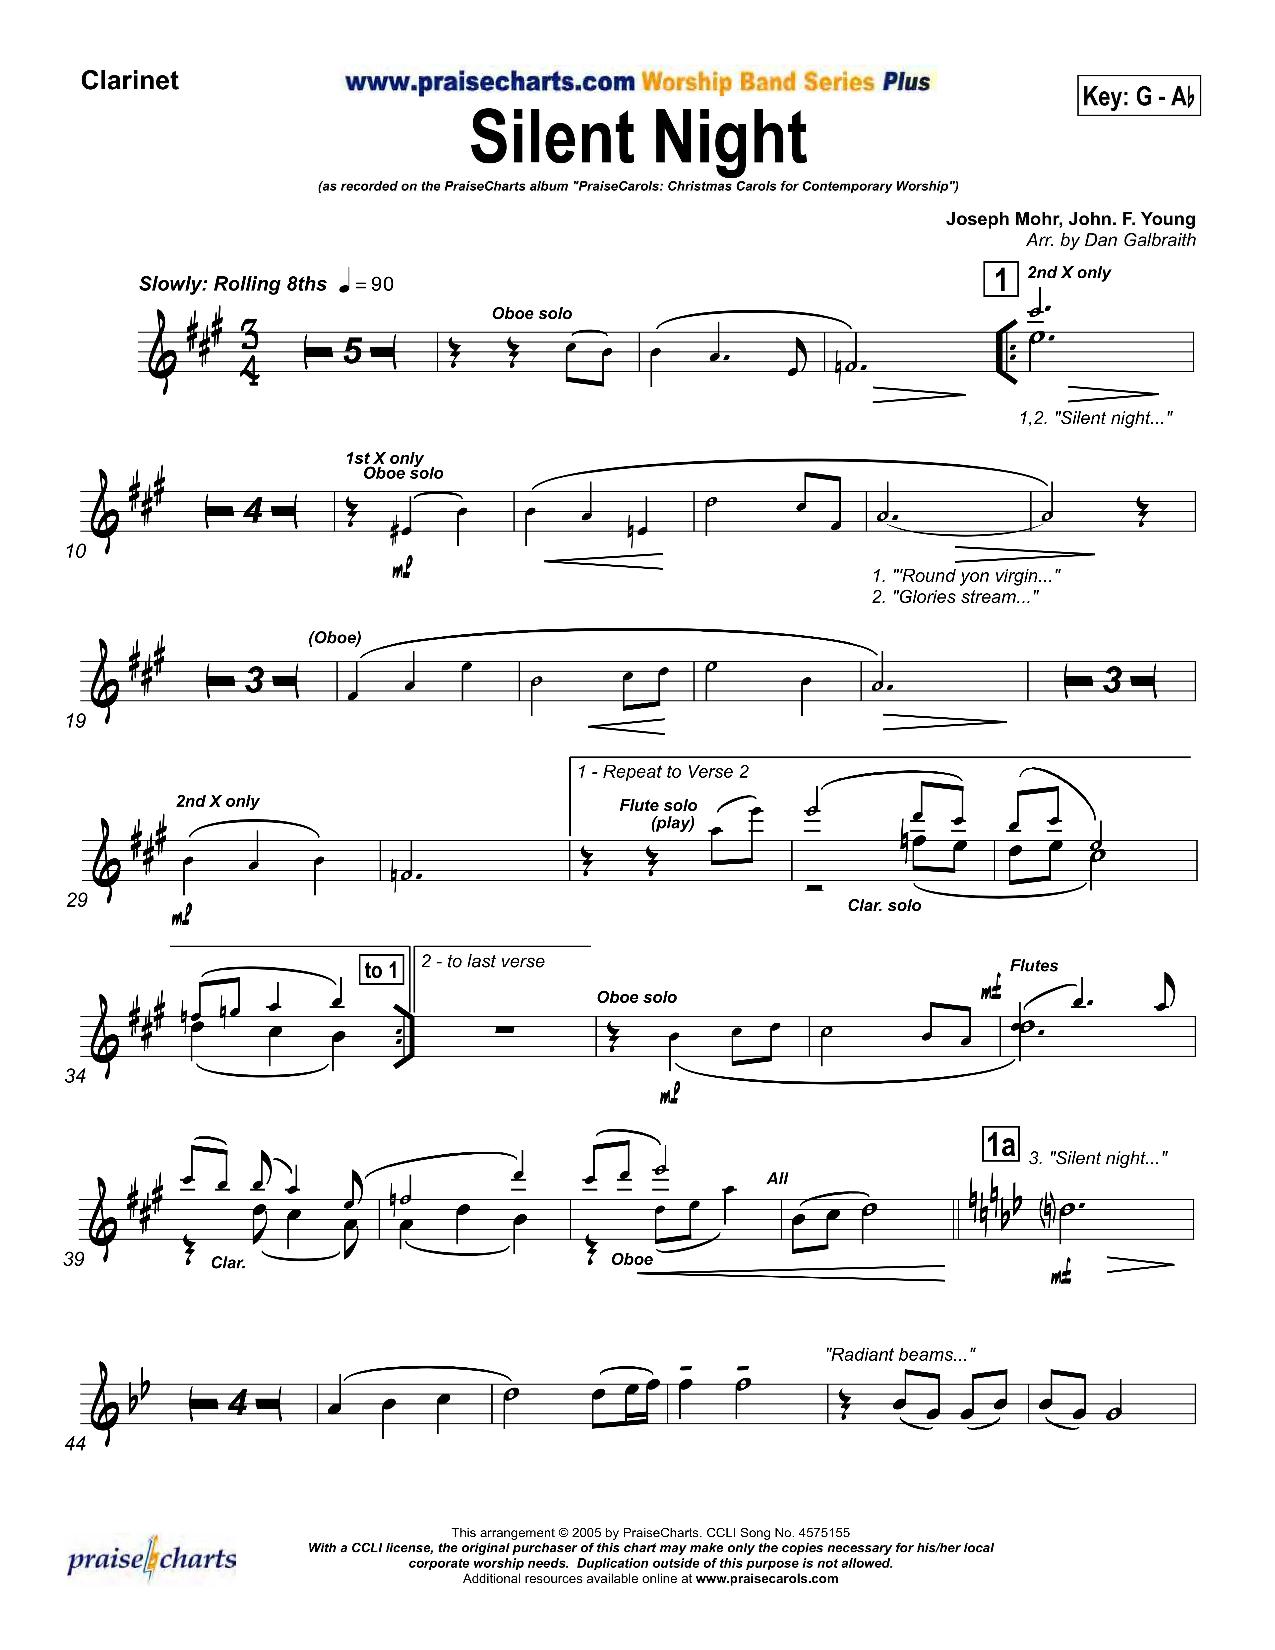 Clarinet
www.praisecharts.com Worship Band Series Plus
Key: G - A♭
Silent Night
(as recorded on the PraiseCharts album "PraiseCarols: Christmas Carols for Contemporary Worship")
Joseph Mohr, John. F. Young
Arr. by Dan Galbraith
Slowly: Rolling 8ths ♩ = 90
Oboe solo
1 2nd X only
3
4
5
1,2. "Silent night..."
1st X only
Oboe solo
4
10
mf
1. "'Round yon virgin..."
2. "Glories stream..."
(Oboe)
3
3
19
1 - Repeat to Verse 2
2nd X only
Flute solo
(play)
29
mf
Clar. solo
to 1
2 - to last verse
Oboe solo
mf
Flutes
34
mf
1a
3. "Silent night..."
All
39
Clar.
Oboe
mf
"Radiant beams..."
4
44
praisecharts
This arrangement © 2005 by PraiseCharts. CCLI Song No. 4575155
With a CCLI license, the original purchaser of this chart may make only the copies necessary for his/her local
corporate worship needs. Duplication outside of this purpose is not allowed.
Additional resources available online at www.praisecarols.com